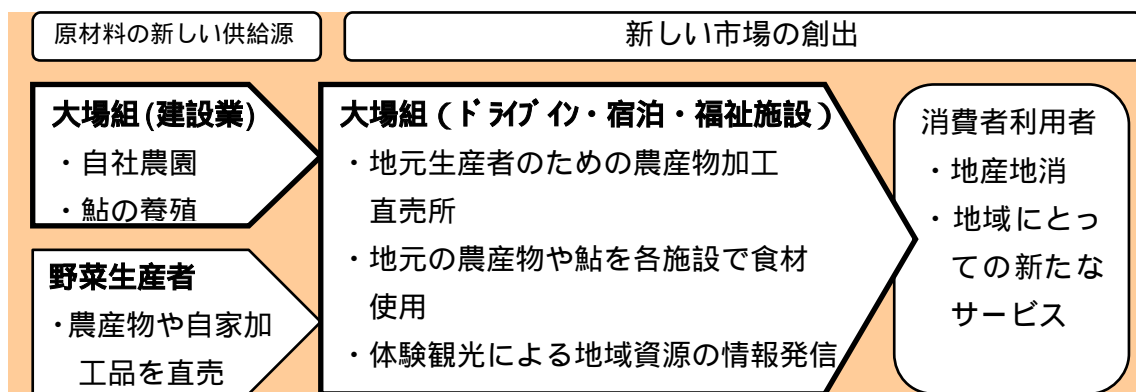 原材料の新しい供給源
新しい市場の創出
大場組(建設業)
・自社農園
・鮎の養殖
野菜生産者
・農産物や自家加
工品を直売
大場組（ドライブイン・宿泊・福祉施設）
・地元生産者のための農産物加工
直売所
・地元の農産物や鮎を各施設で食材
使用
・体験観光による地域資源の情報発信
消費者利用者
・地産地消
・地域にとっ
ての新たな
サービス